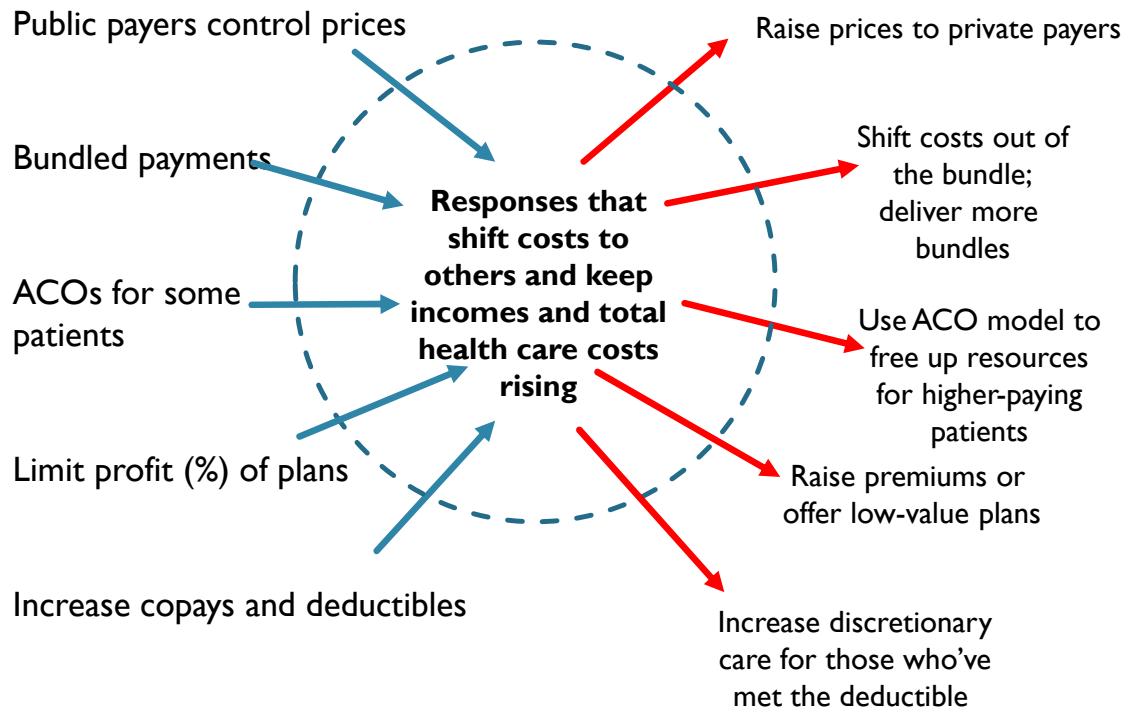 Public payers control prices
Bundled payments
ACOs for some
patients
Limit profit (%) of plans
Increase copays and deductibles
Responses that
shift costs to
others and keep
incomes and total
health care costs
rising
Raise prices to private payers
Shift costs out of
the bundle;
deliver more
bundles
Use ACO model to
free up resources
for higher-paying
patients
Raise premiums or
offer low-value plans
Increase discretionary
care for those who’ve
met the deductible